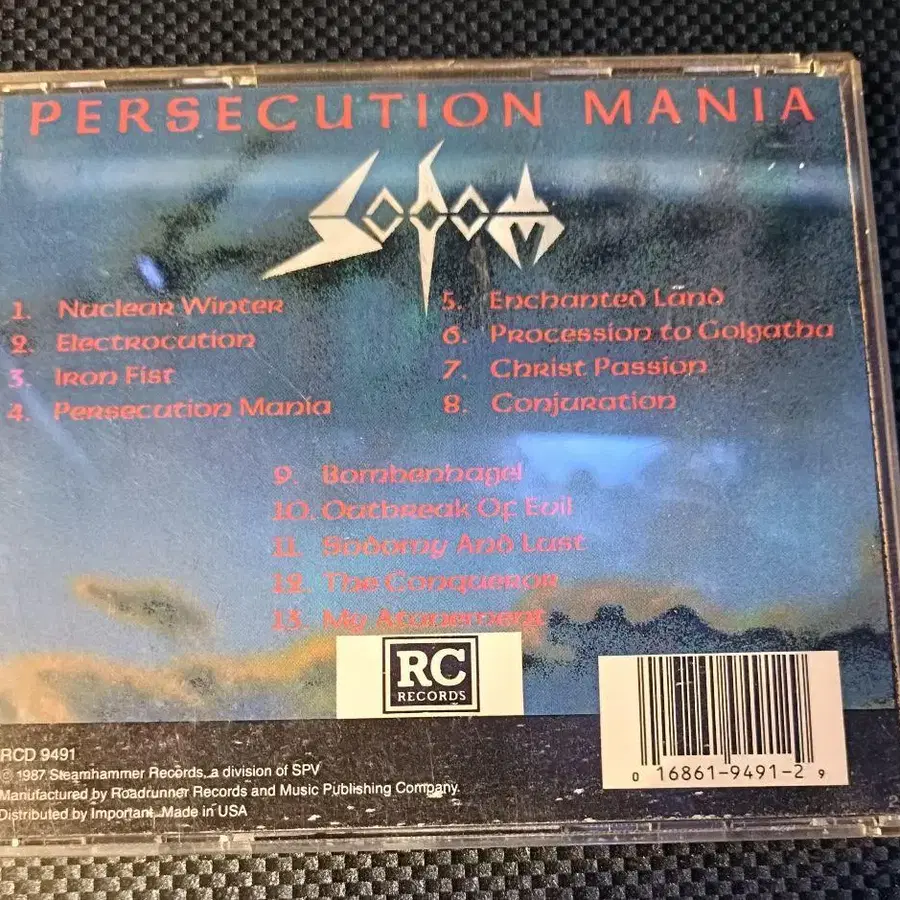 PERSECUTION MANIA
SODOM
1. Nuclear Winter
2. Electrocution
3. Iron Fist
4. Persecution Mania
5. Enchanted Land
6. Procession to Golgatha
7. Christ Passion
8. Conjuration
9. Bombenhagel
10. Outbreak Of Evil
11. Sodomy And Lust
12. The Conqueror
13. My Atonement
RC
RECORDS
RCD 9491
© 1987 Steamhammer Records, a division of SPV
Manufactured by Roadrunner Records and Music Publishing Company.
Distributed by Important. Made in USA
0 16861-9491-2 9